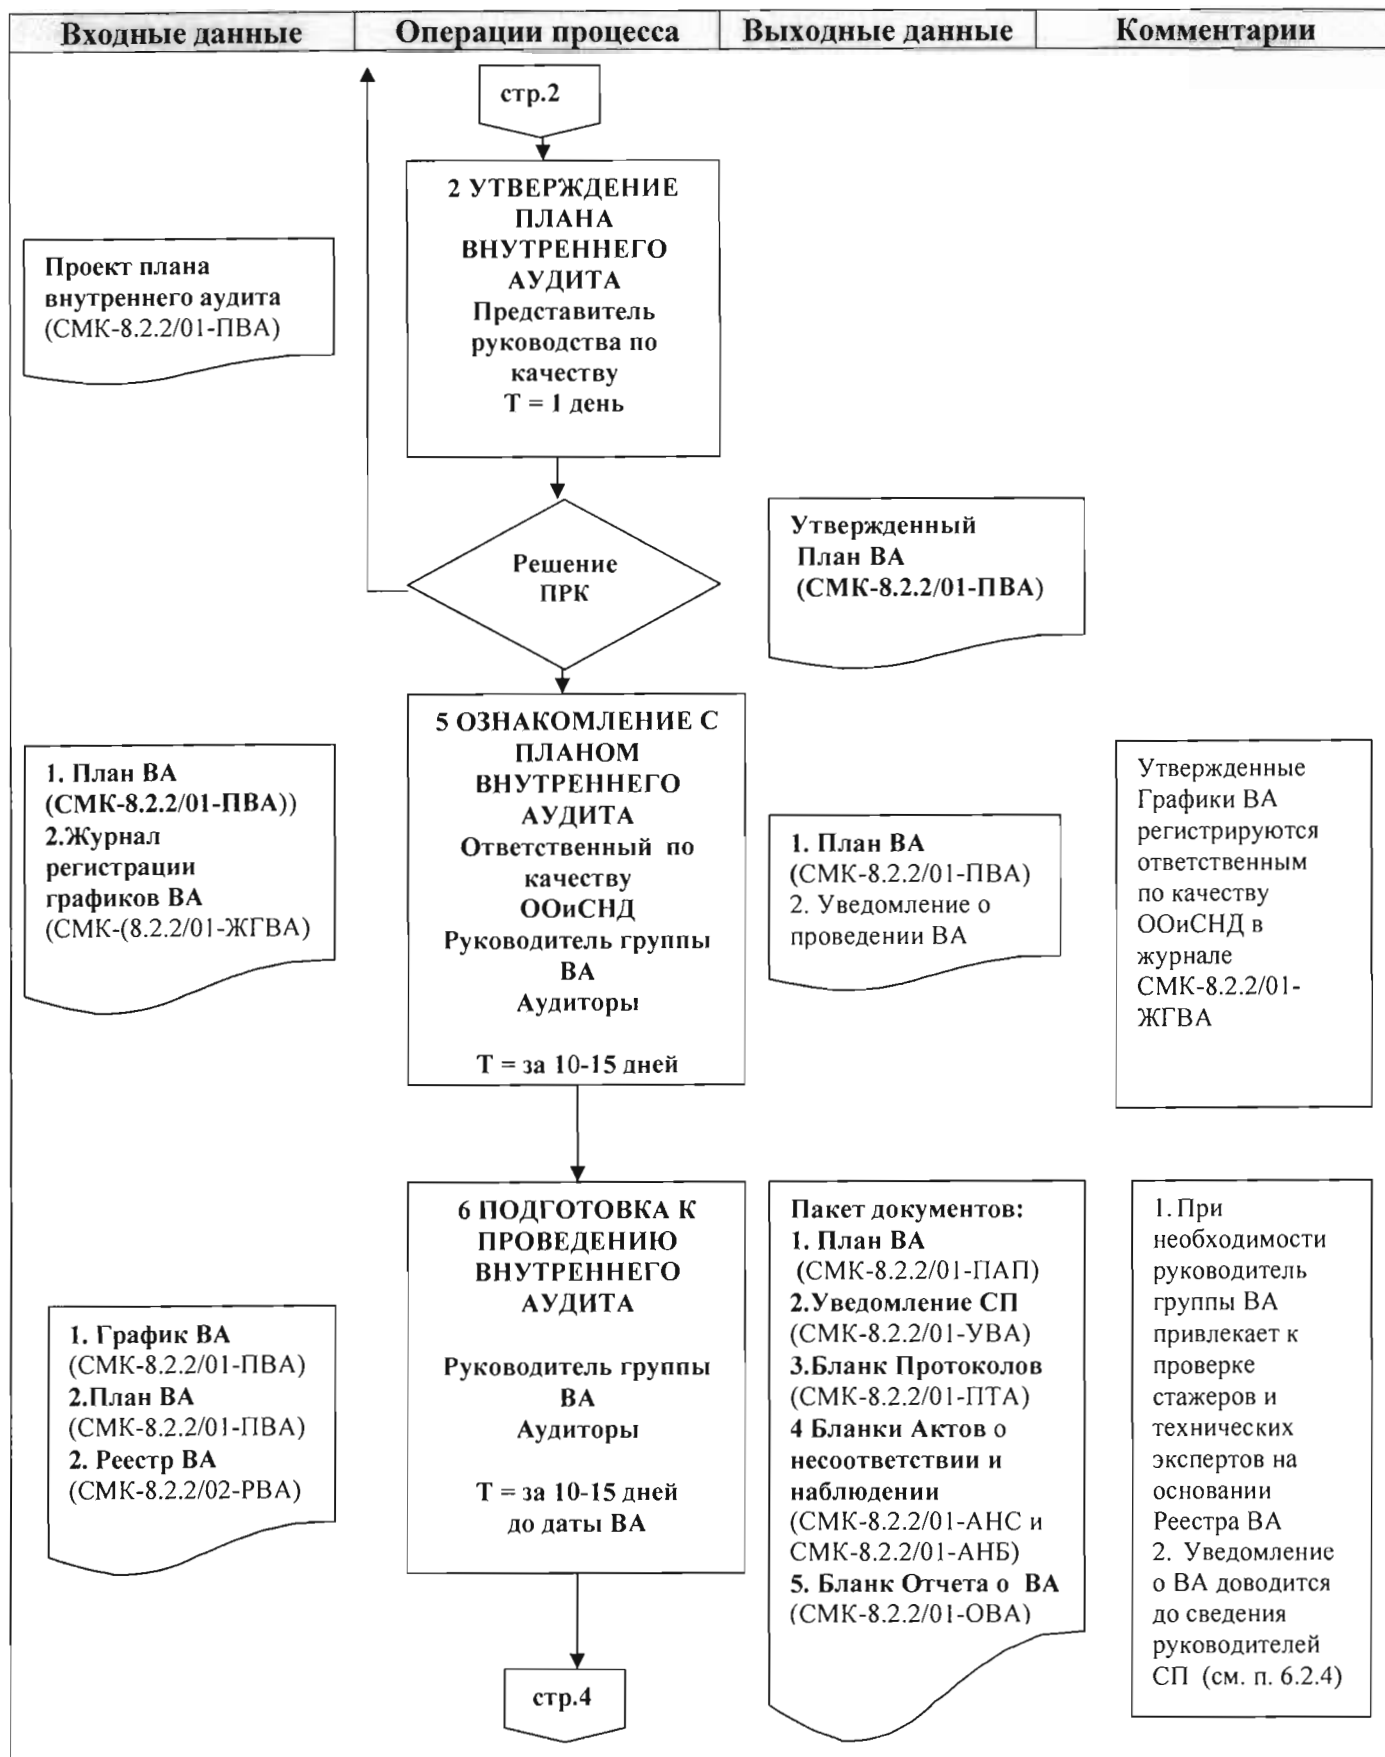 Входные данные
Операции процесса
Выходные данные
Комментарии
стр.2
2 УТВЕРЖДЕНИЕ
ПЛАНА
ВНУТРЕННЕГО
АУДИТА
Представитель
руководства по
качеству
Т = 1 день
Проект плана
внутреннего аудита
(СМК-8.2.2/01-ПВА)
Решение
ПРК
Утвержденный
План ВА
(СМК-8.2.2/01-ПВА)
1. План ВА
(СМК-8.2.2/01-ПВА))
2.Журнал
регистрации
графиков ВА
(СМК-(8.2.2/01-ЖГВА)
5 ОЗНАКОМЛЕНИЕ С
ПЛАНОМ
ВНУТРЕННЕГО
АУДИТА
Ответственный по
качеству
ООиСНД
Руководитель группы
ВА
Аудиторы
Т = за 10-15 дней
1. План ВА
(СМК-8.2.2/01-ПВА)
2. Уведомление о
проведении ВА
Утвержденные
Графики ВА
регистрируются
ответственным
по качеству
ООиСНД в
журнале
СМК-8.2.2/01-
ЖГВА
1. График ВА
(СМК-8.2.2/01-ПВА)
2.План ВА
(СМК-8.2.2/01-ПВА)
2. Реестр ВА
(СМК-8.2.2/02-РВА)
6 ПОДГОТОВКА К
ПРОВЕДЕНИЮ
ВНУТРЕННЕГО
АУДИТА
Руководитель группы
ВА
Аудиторы
Т = за 10-15 дней
до даты ВА
Пакет документов:
1. План ВА
(СМК-8.2.2/01-ПАП)
2.Уведомление СП
(СМК-8.2.2/01-УВА)
3.Бланк Протоколов
(СМК-8.2.2/01-ПТА)
4 Бланки Актов о
несоответствии и
наблюдении
(СМК-8.2.2/01-АНС и
СМК-8.2.2/01-АНБ)
5. Бланк Отчета о ВА
(СМК-8.2.2/01-ОВА)
1. При
необходимости
руководитель
группы ВА
привлекает к
проверке
стажеров и
технических
экспертов на
основании
Реестра ВА
2. Уведомление
о ВА доводится
до сведения
руководителей
СП (см. п. 6.2.4)
стр.4